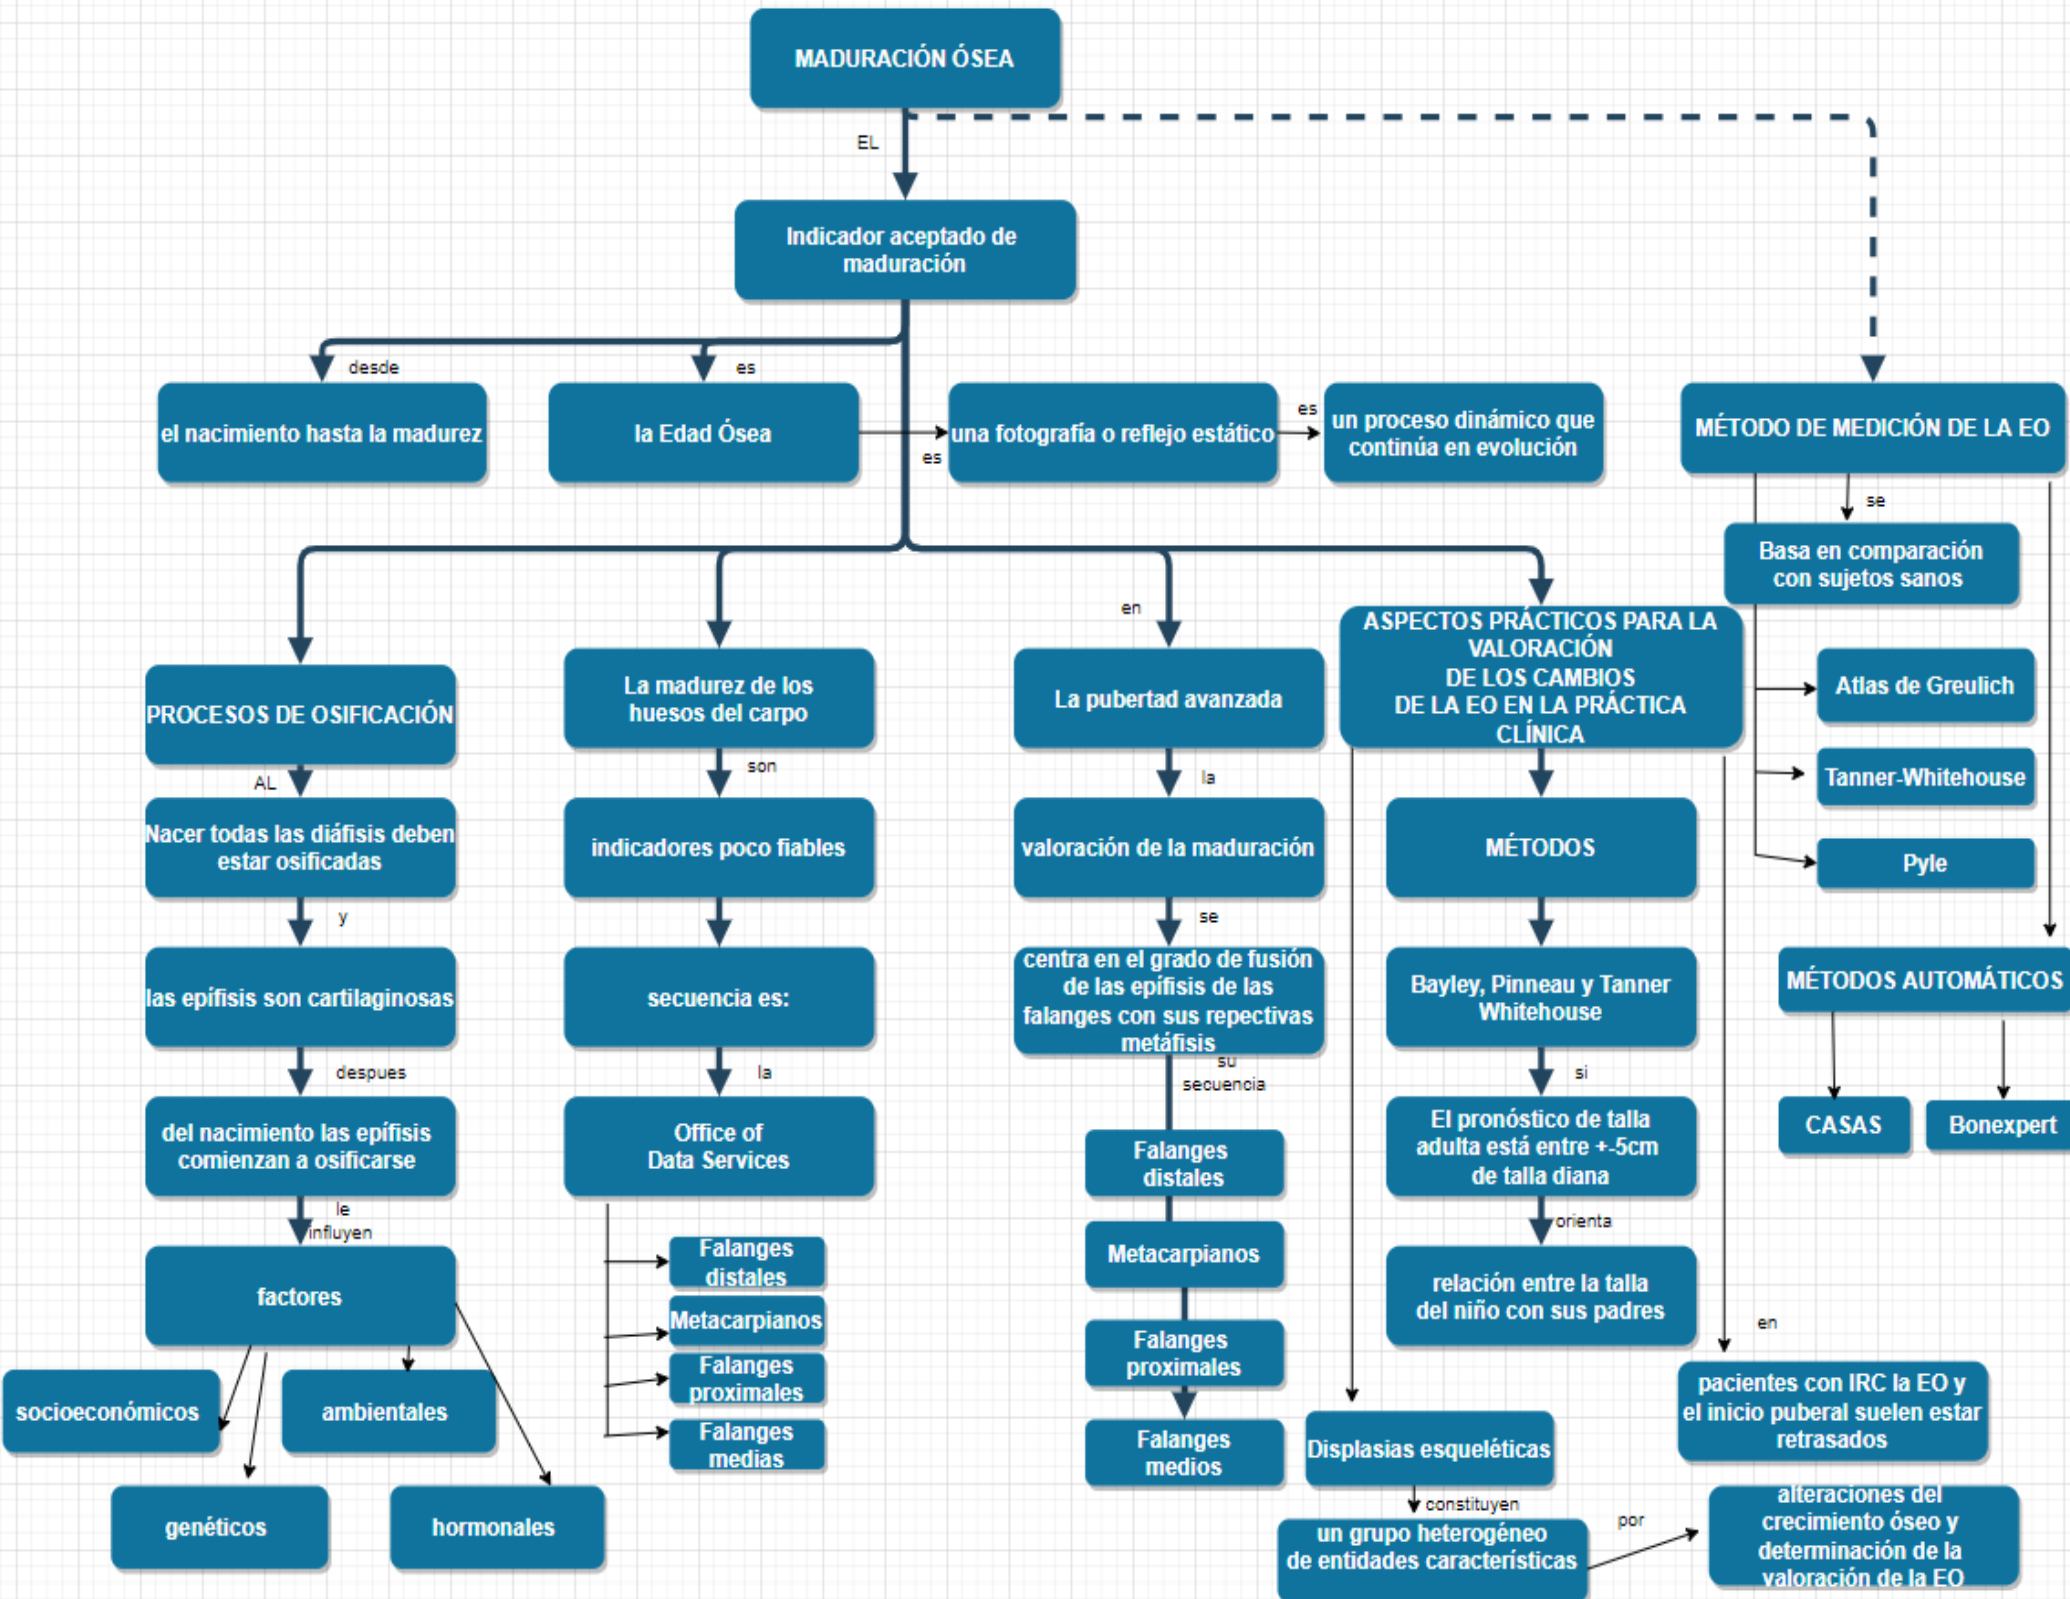 MADURACIÓN ÓSEA
EL
Indicador aceptado de
maduración
desde
es
el nacimiento hasta la madurez
la Edad Ósea
es
una fotografía o reflejo estático
es
un proceso dinámico que
continúa en evolución
MÉTODO DE MEDICIÓN DE LA EO
se
Basa en comparación
con sujetos sanos
Atlas de Greulich
Tanner-Whitehouse
Pyle
MÉTODOS AUTOMÁTICOS
CASAS
Bonexpert
PROCESOS DE OSIFICACIÓN
AL
Nacer todas las diáfisis deben
estar osificadas
y
las epífisis son cartilaginosas
despues
del nacimiento las epífisis
comienzan a osificarse
le
influyen
factores
socioeconómicos
ambientales
genéticos
hormonales
La madurez de los
huesos del carpo
son
indicadores poco fiables
secuencia es:
la
Office of
Data Services
Falanges
distales
Metacarpianos
Falanges
proximales
Falanges
medias
en
La pubertad avanzada
la
valoración de la maduración
se
centra en el grado de fusión
de las epífisis de las
falanges con sus repectivas
metáfisis
su
secuencia
Falanges
distales
Metacarpianos
Falanges
proximales
Falanges
medios
ASPECTOS PRÁCTICOS PARA LA
VALORACIÓN
DE LOS CAMBIOS
DE LA EO EN LA PRÁCTICA
CLÍNICA
MÉTODOS
Bayley, Pinneau y Tanner
Whitehouse
si
El pronóstico de talla
adulta está entre +-5cm
de talla diana
orienta
relación entre la talla
del niño con sus padres
en
pacientes con IRC la EO y
el inicio puberal suelen estar
retrasados
Displasias esqueléticas
constituyen
un grupo heterogéneo
de entidades características
por
alteraciones del
crecimiento óseo y
determinación de la
valoración de la EO